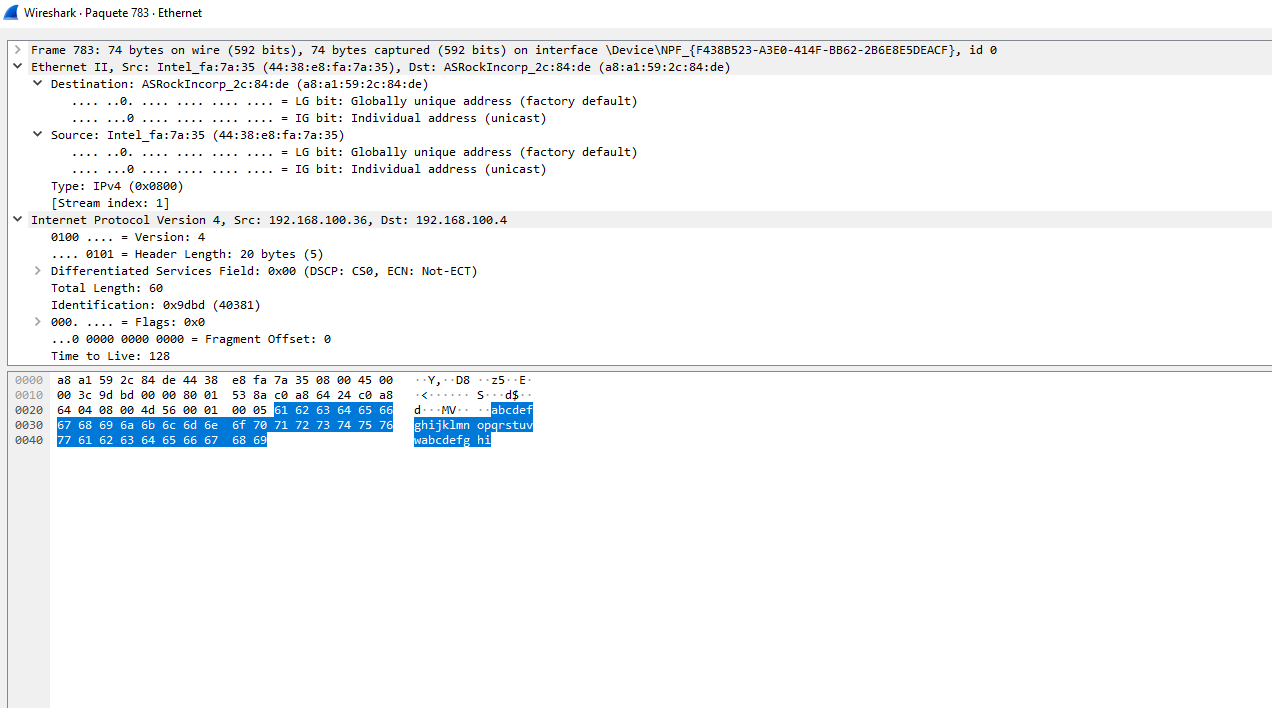 Wireshark · Paquete 783 · Ethernet
Frame 783: 74 bytes on wire (592 bits), 74 bytes captured (592 bits) on interface \Device\NPF_{F438B523-A3E0-414F-BB62-2B6E8E5DEACF}, id 0
Ethernet II, Src: Intel_fa:7a:35 (44:38:e8:fa:7a:35), Dst: ASRockIncorp_2c:84:de (a8:a1:59:2c:84:de)
Destination: ASRockIncorp_2c:84:de (a8:a1:59:2c:84:de)
.... ..0. .... .... .... .... = LG bit: Globally unique address (factory default)
.... ...0 .... .... .... .... = IG bit: Individual address (unicast)
Source: Intel_fa:7a:35 (44:38:e8:fa:7a:35)
.... ..0. .... .... .... .... = LG bit: Globally unique address (factory default)
.... ...0 .... .... .... .... = IG bit: Individual address (unicast)
Type: IPv4 (0x0800)
[Stream index: 1]
Internet Protocol Version 4, Src: 192.168.100.36, Dst: 192.168.100.4
0100 .... = Version: 4
.... 0101 = Header Length: 20 bytes (5)
Differentiated Services Field: 0x00 (DSCP: CS0, ECN: Not-ECT)
Total Length: 60
Identification: 0x9dbd (40381)
000. .... = Flags: 0x0
...0 0000 0000 0000 = Fragment Offset: 0
Time to Live: 128
0000 a8 a1 59 2c 84 de 44 38 e8 fa 7a 35 08 00 45 00 ··Y,··D8 ··z5··E·
0010 00 3c 9d bd 00 00 80 01 53 8a c0 a8 64 24 c0 a8 ·<······ S···d$··
0020 64 04 08 00 4d 56 00 01 00 05 61 62 63 64 65 66 d···MV·· ··abcdef
0030 67 68 69 6a 6b 6c 6d 6e 6f 70 71 72 73 74 75 76 ghijklmn opqrstuv
0040 77 61 62 63 64 65 66 67 68 69 wabcdefg hi